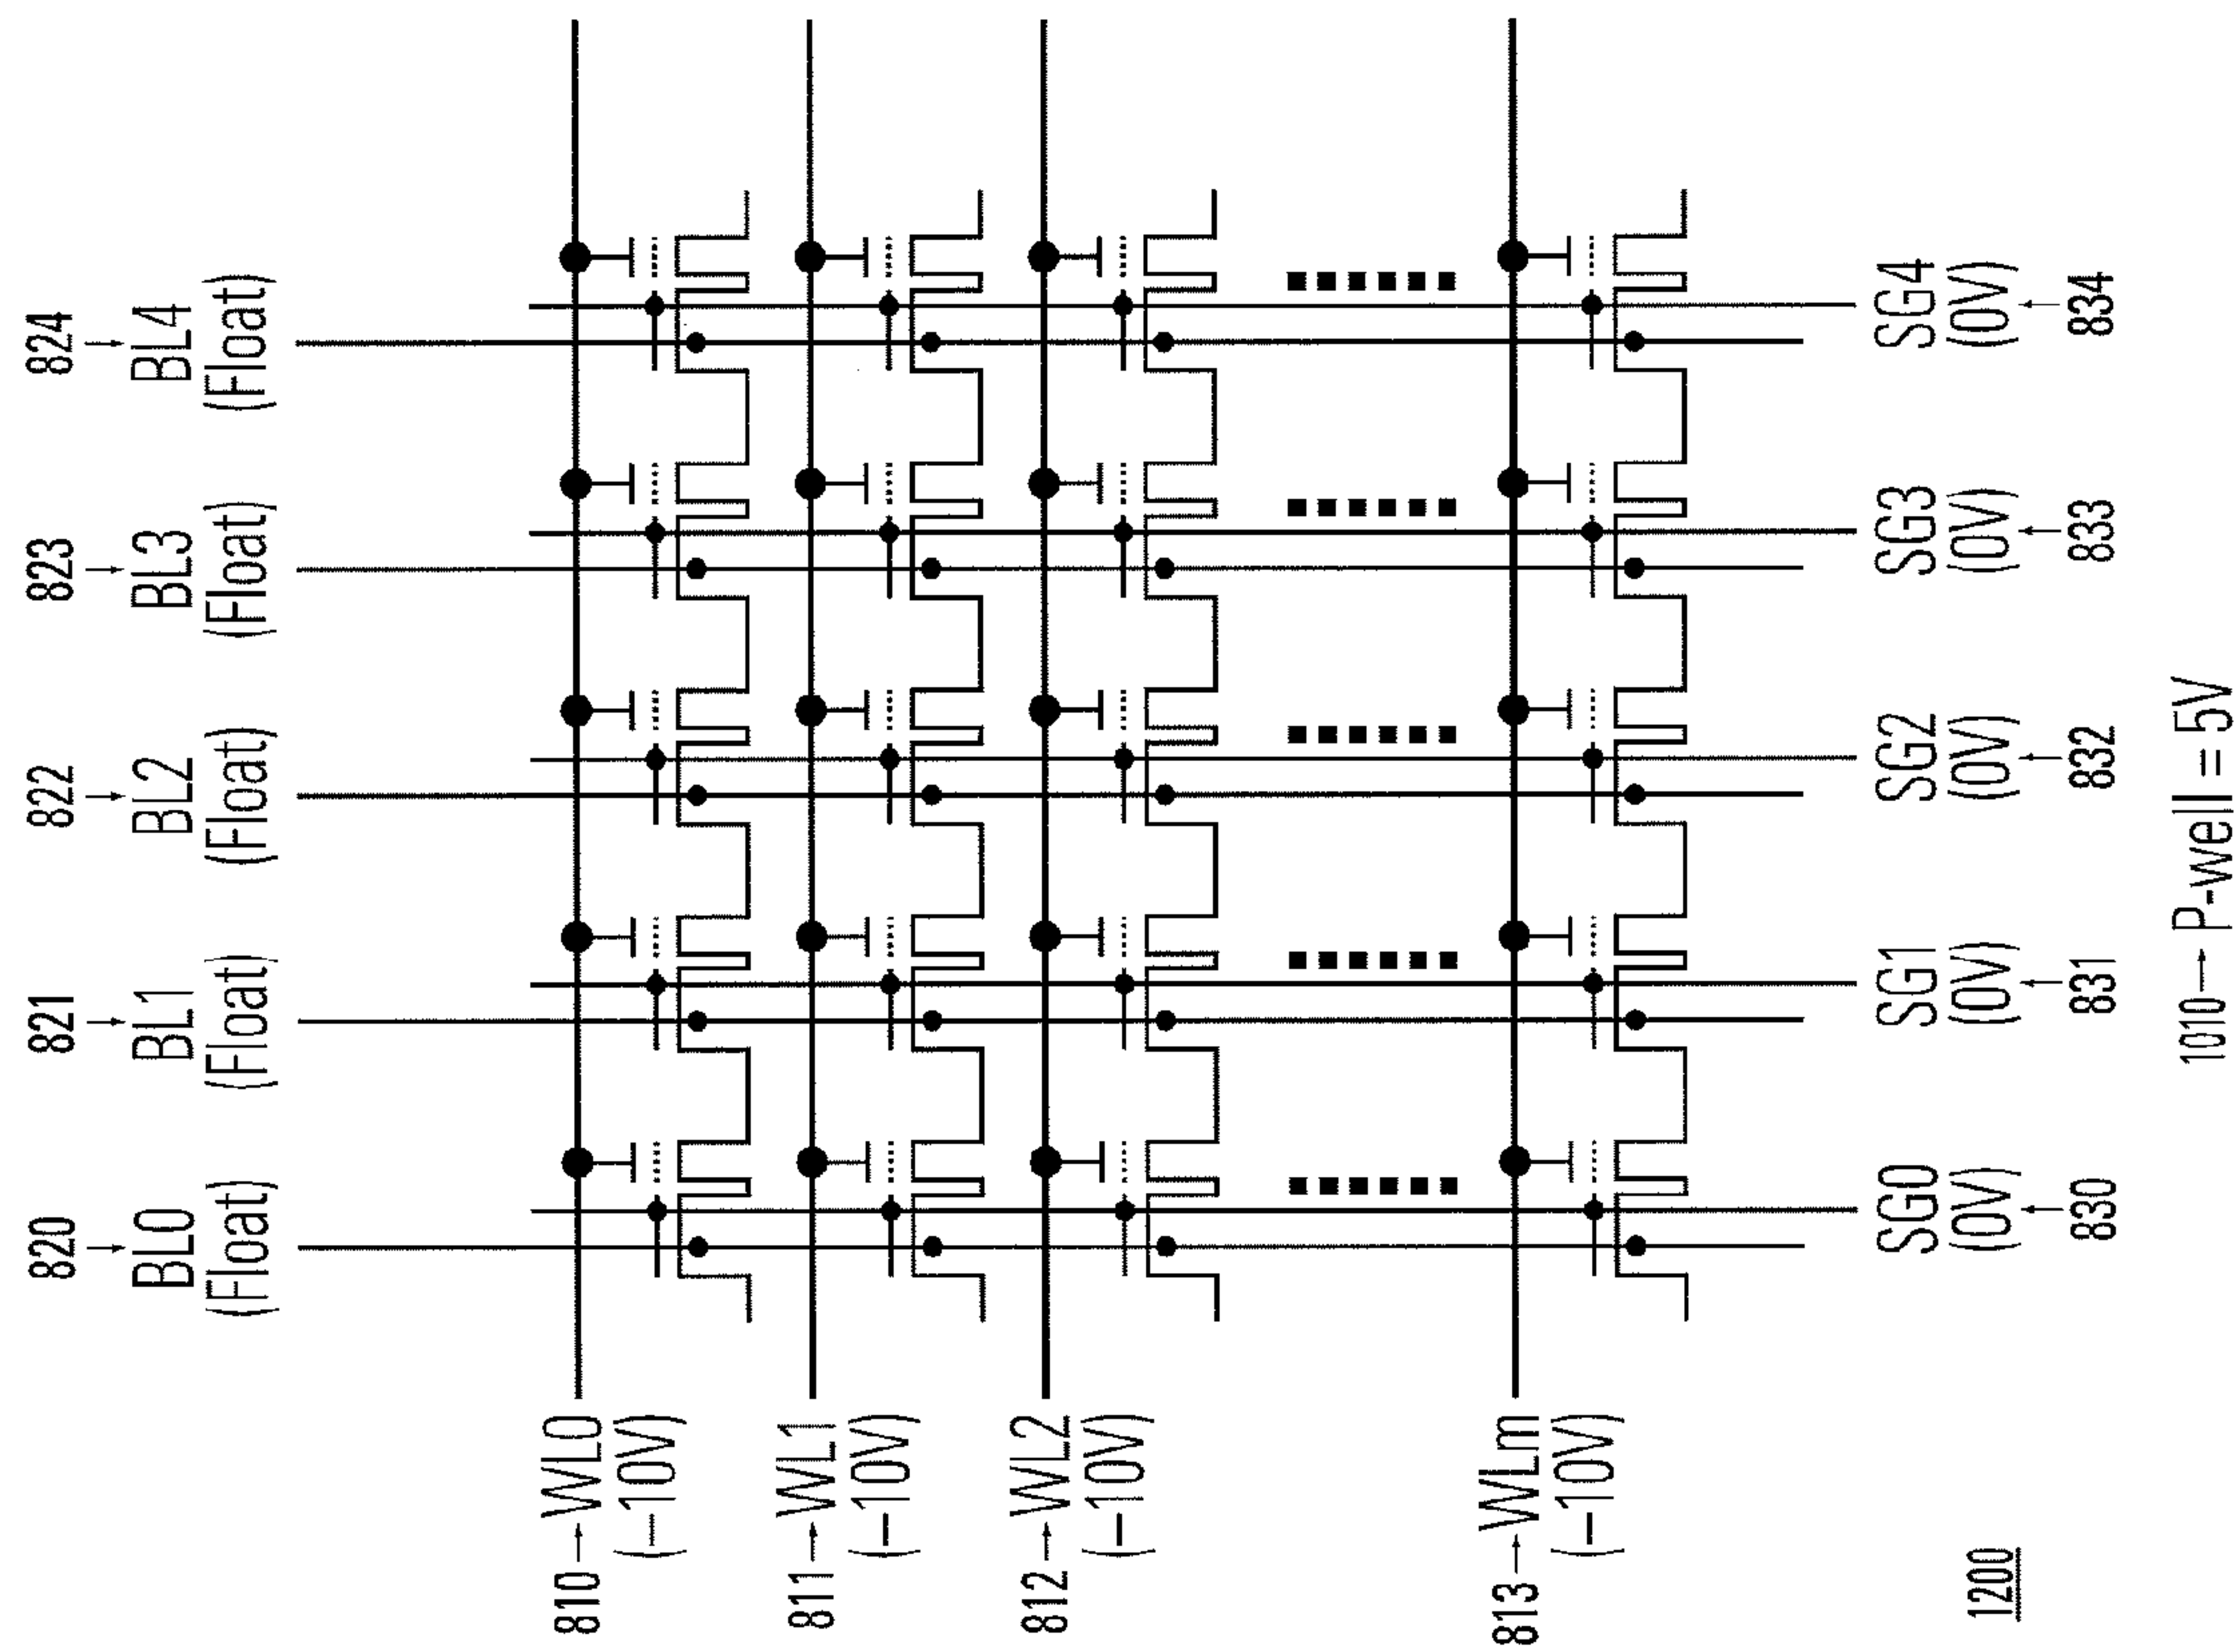 820 821 822 823 824
BL0 BL1 BL2 BL3 BL4
(Float) (Float) (Float) (Float) (Float)
810 WL0
(−10V)
811 WL1
(−10V)
812 WL2
(−10V)
813 WLm
(−10V)
SG0 SG1 SG2 SG3 SG4
1200 (0V) (0V) (0V) (0V) (0V)
830 831 832 833 834
1010 P-well = 5V